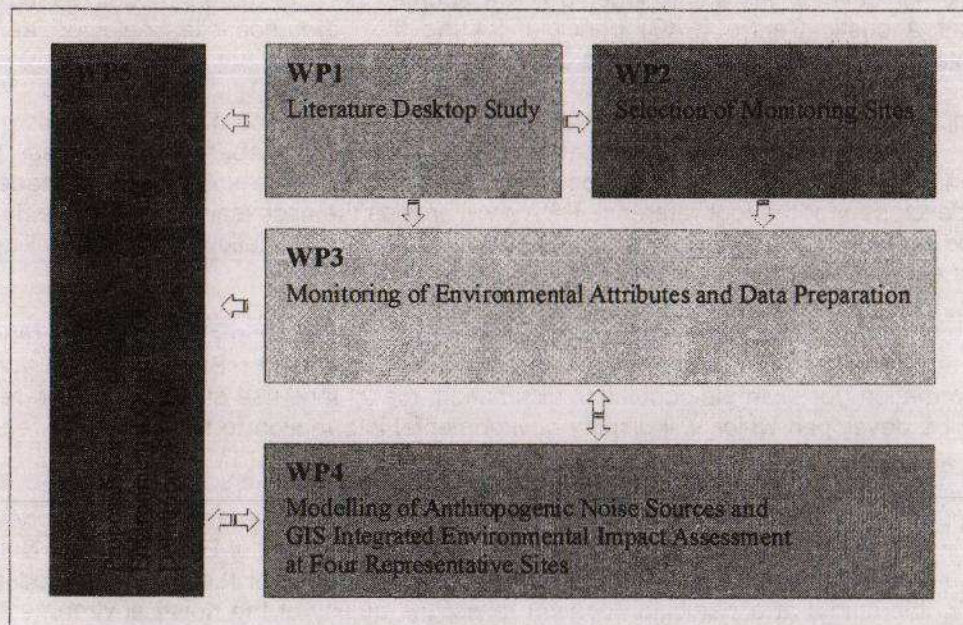 WP5
WP1
Literature Desktop Study
WP2
Selection of Monitoring Sites
WP3
Monitoring of Environmental Attributes and Data Preparation
WP4
Modelling of Anthropogenic Noise Sources and
GIS Integrated Environmental Impact Assessment
at Four Representative Sites